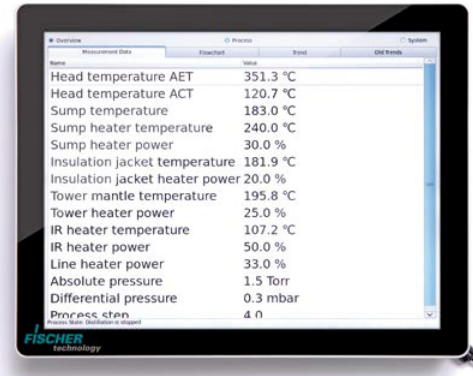 Overview Process System
Measurement Data Flowchart Trend Old Trends
Name Value
Head temperature AET 351.3 °C
Head temperature ACT 120.7 °C
Sump temperature 183.0 °C
Sump heater temperature 240.0 °C
Sump heater power 30.0 %
Insulation jacket temperature 181.9 °C
Insulation jacket heater power 20.0 %
Tower mantle temperature 195.8 °C
Tower heater power 25.0 %
IR heater temperature 107.2 °C
IR heater power 50.0 %
Line heater power 33.0 %
Absolute pressure 1.5 Torr
Differential pressure 0.3 mbar
Process step 4.0
Process State: Distillation is stopped
FISCHER
technology